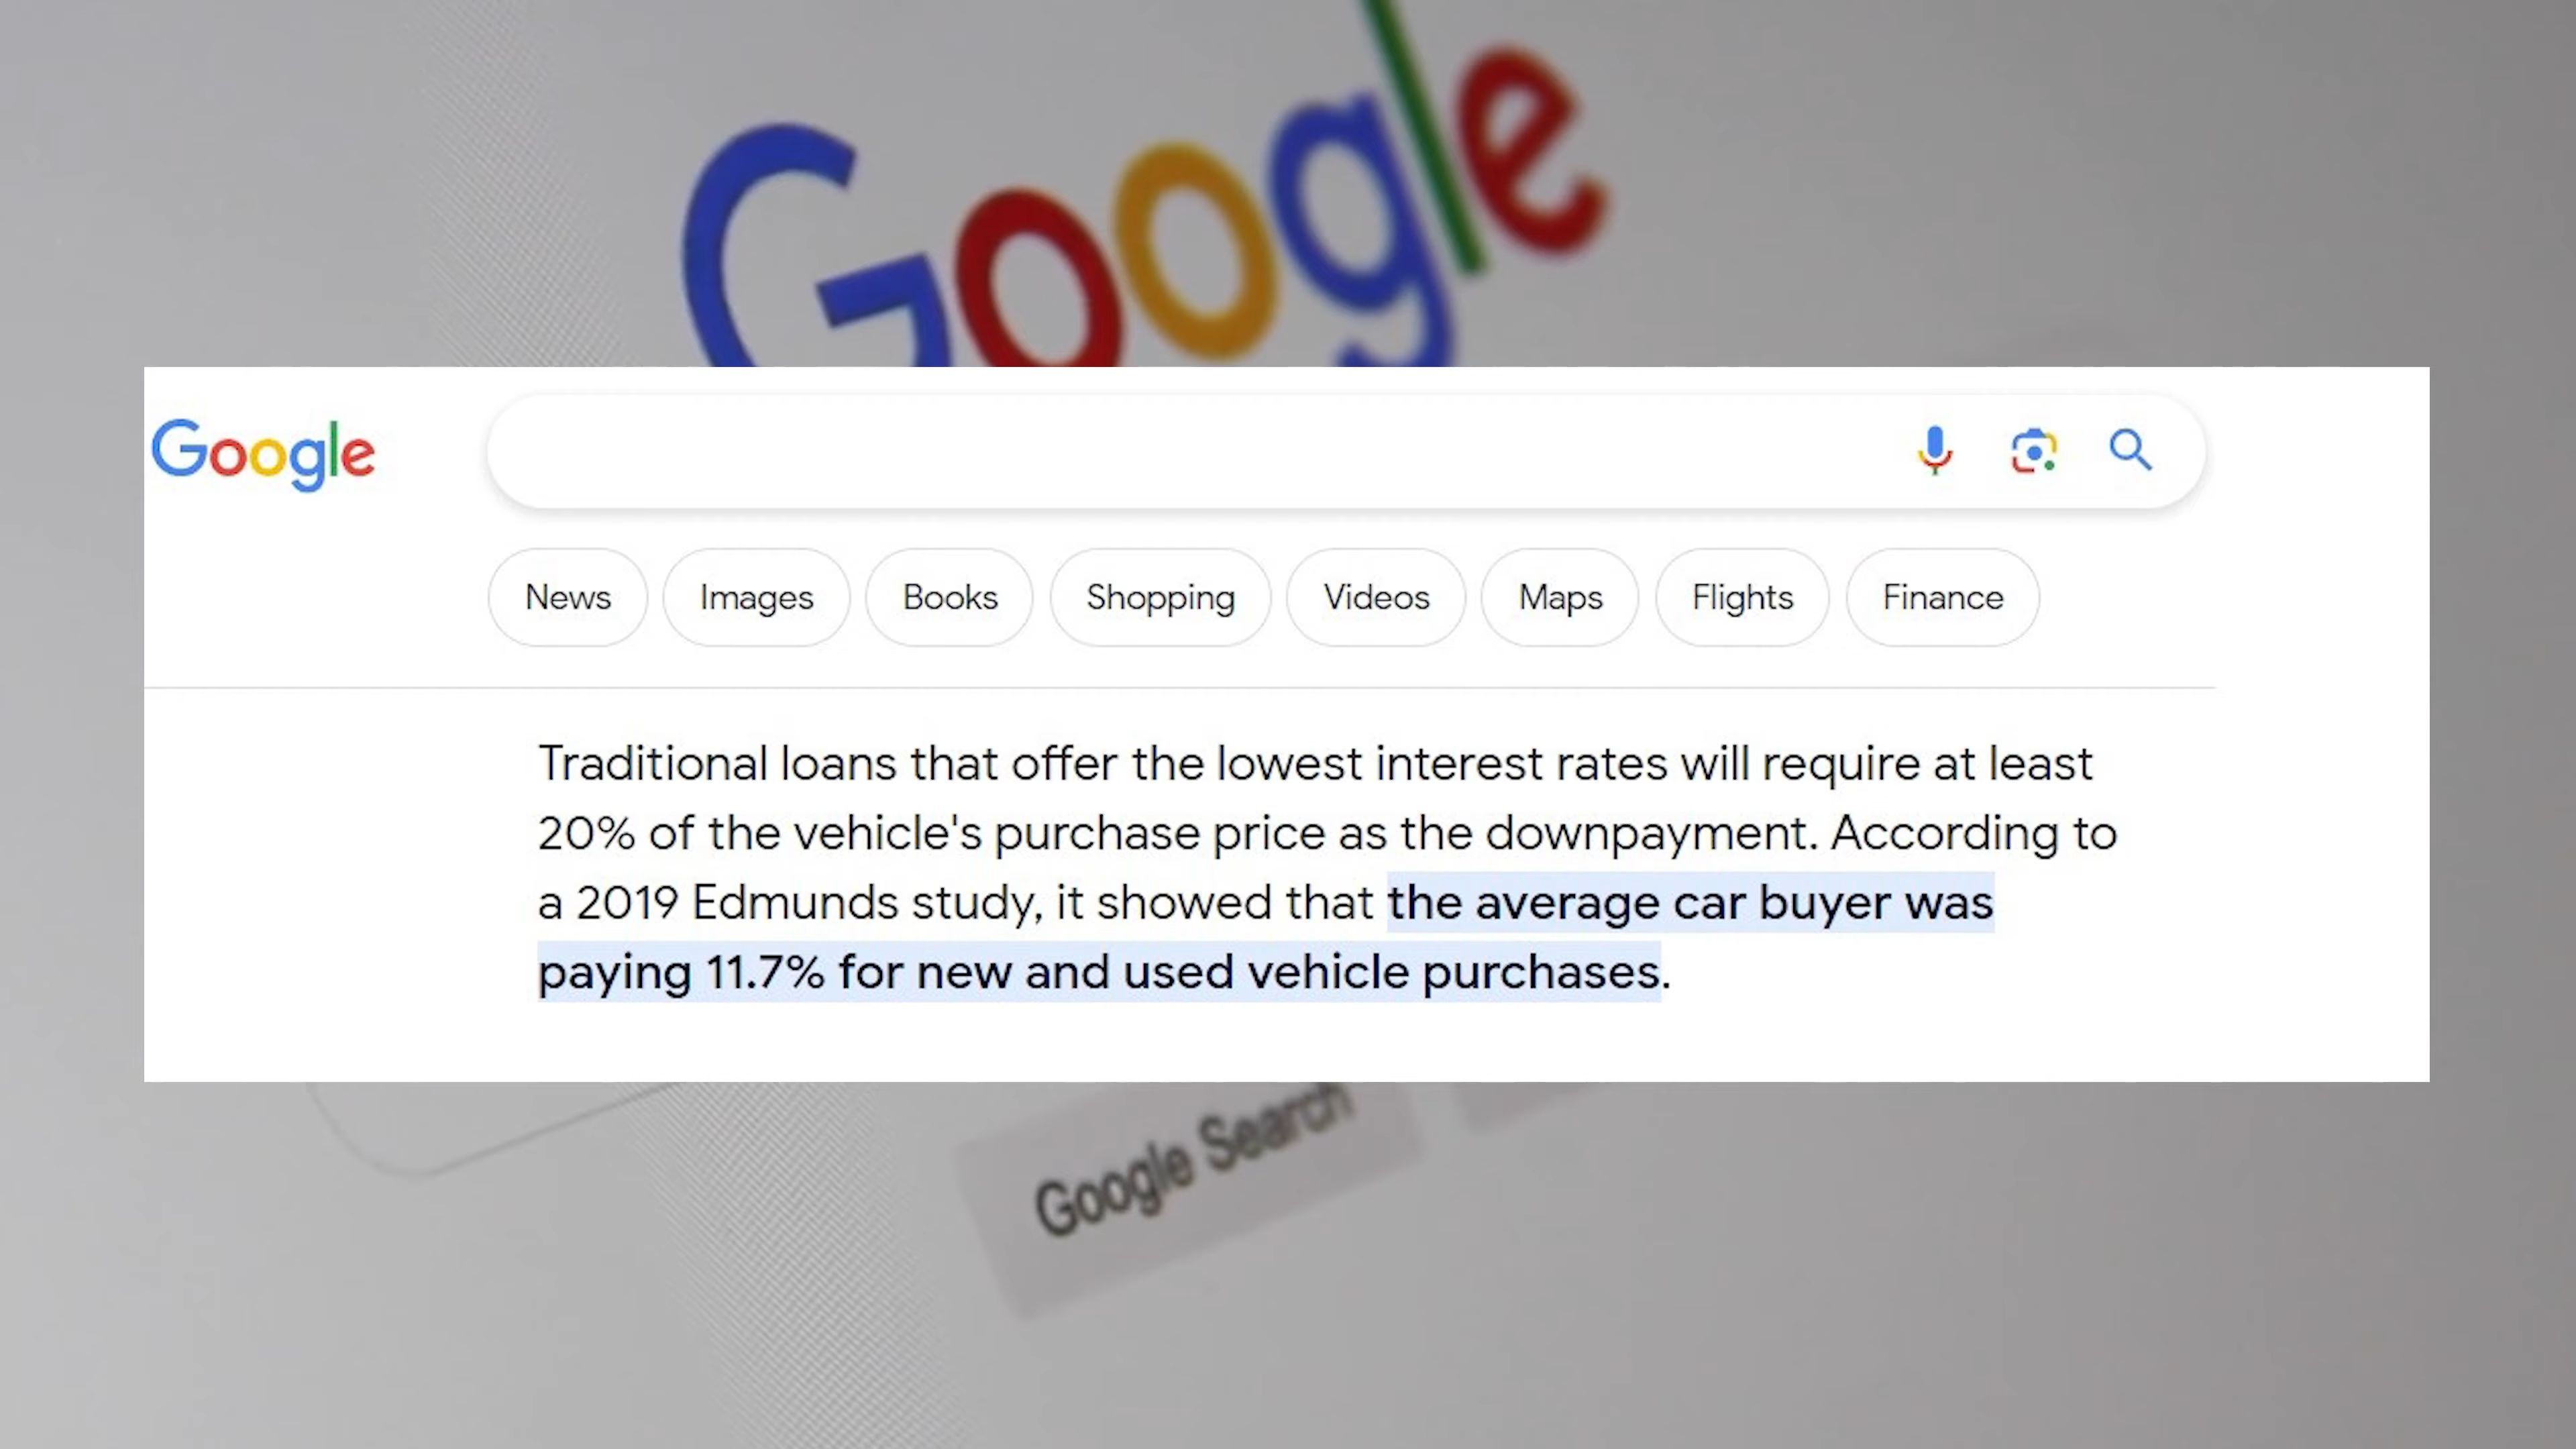 Google
Google
News Images Books Shopping Videos Maps Flights Finance
Traditional loans that offer the lowest interest rates will require at least
20% of the vehicle's purchase price as the downpayment. According to
a 2019 Edmunds study, it showed that the average car buyer was
paying 11.7% for new and used vehicle purchases.
Google Search